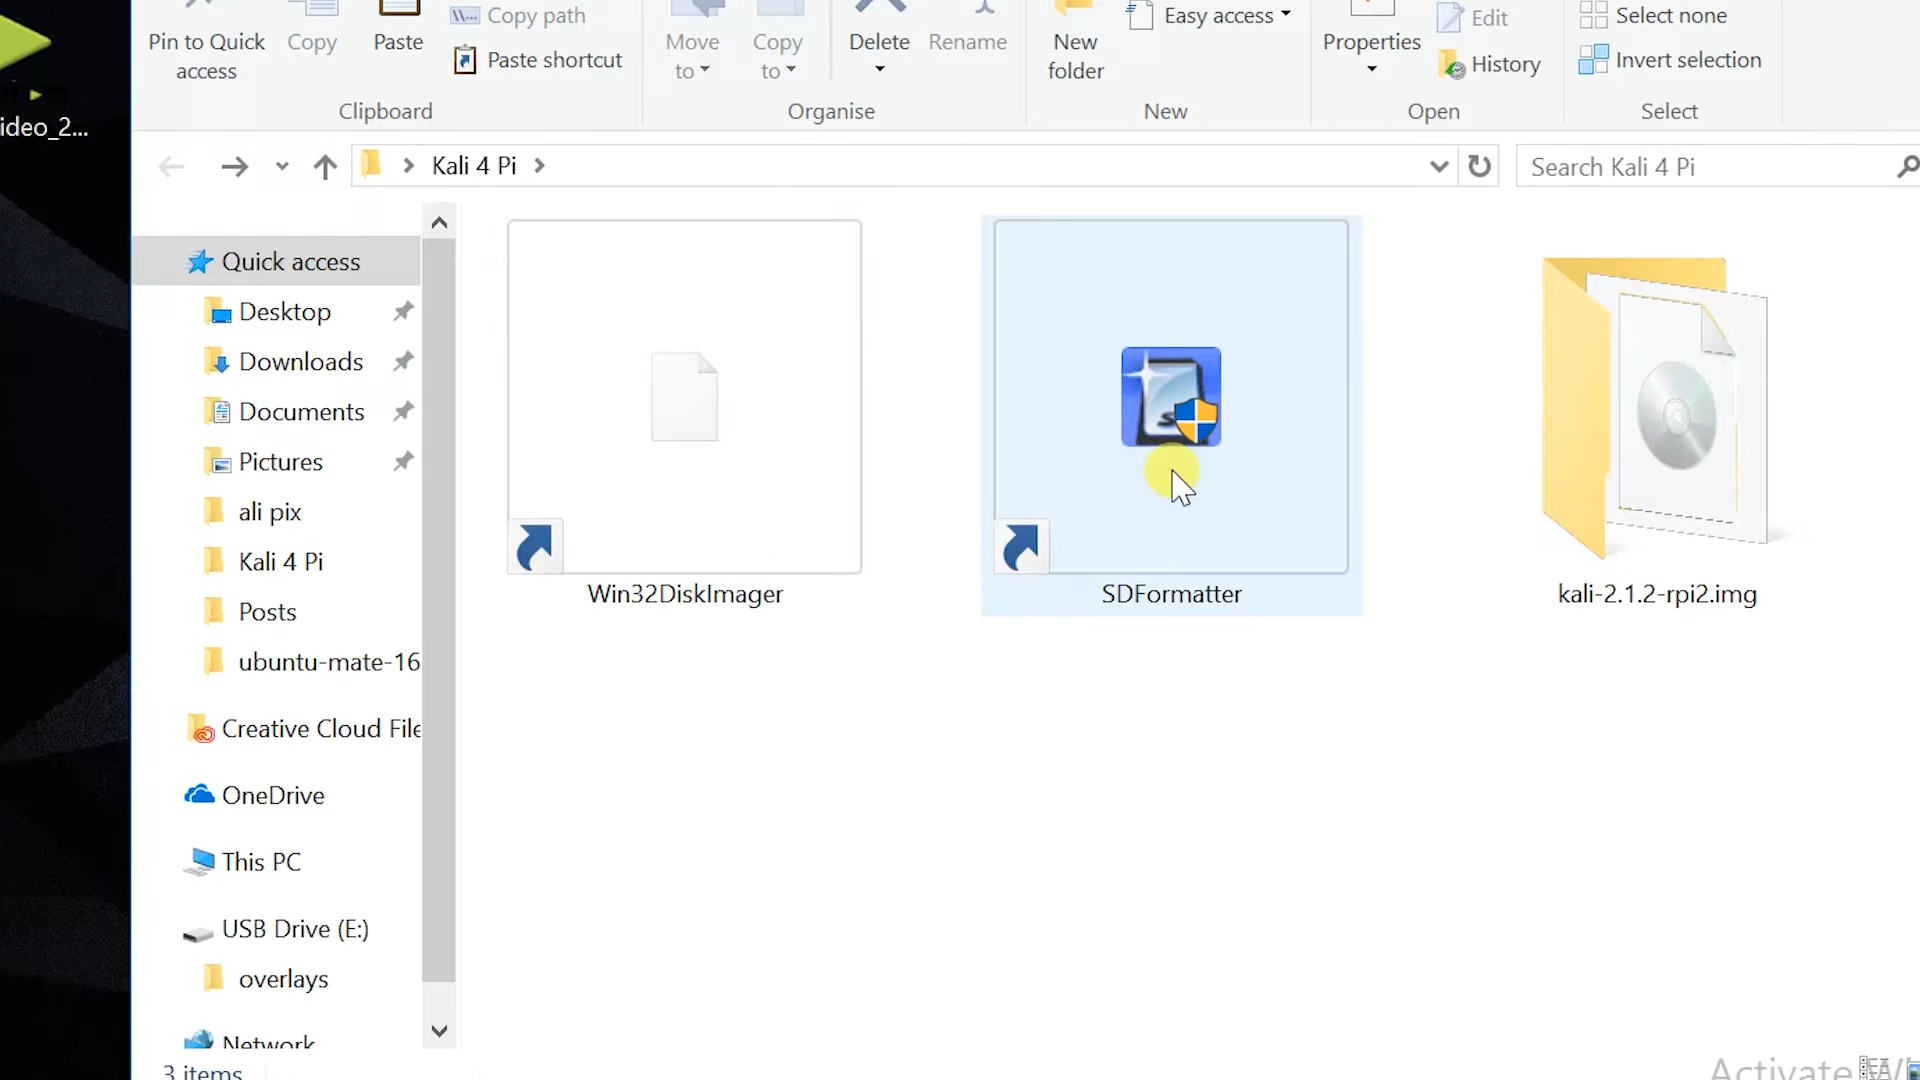 Pin to Quick access
Copy
Paste
Copy path
Paste shortcut
Clipboard
Move to
Copy to
Delete
Rename
Organise
New folder
Easy access
New
Properties
Edit
History
Open
Select none
Invert selection
Select
ideo_2...
Kali 4 Pi
Search Kali 4 Pi
Quick access
Desktop
Downloads
Documents
Pictures
ali pix
Kali 4 Pi
Posts
ubuntu-mate-16
Creative Cloud File
OneDrive
This PC
USB Drive (E:)
overlays
Network
Win32DiskImager
SDFormatter
kali-2.1.2-rpi2.img
3 items
Activate Wi